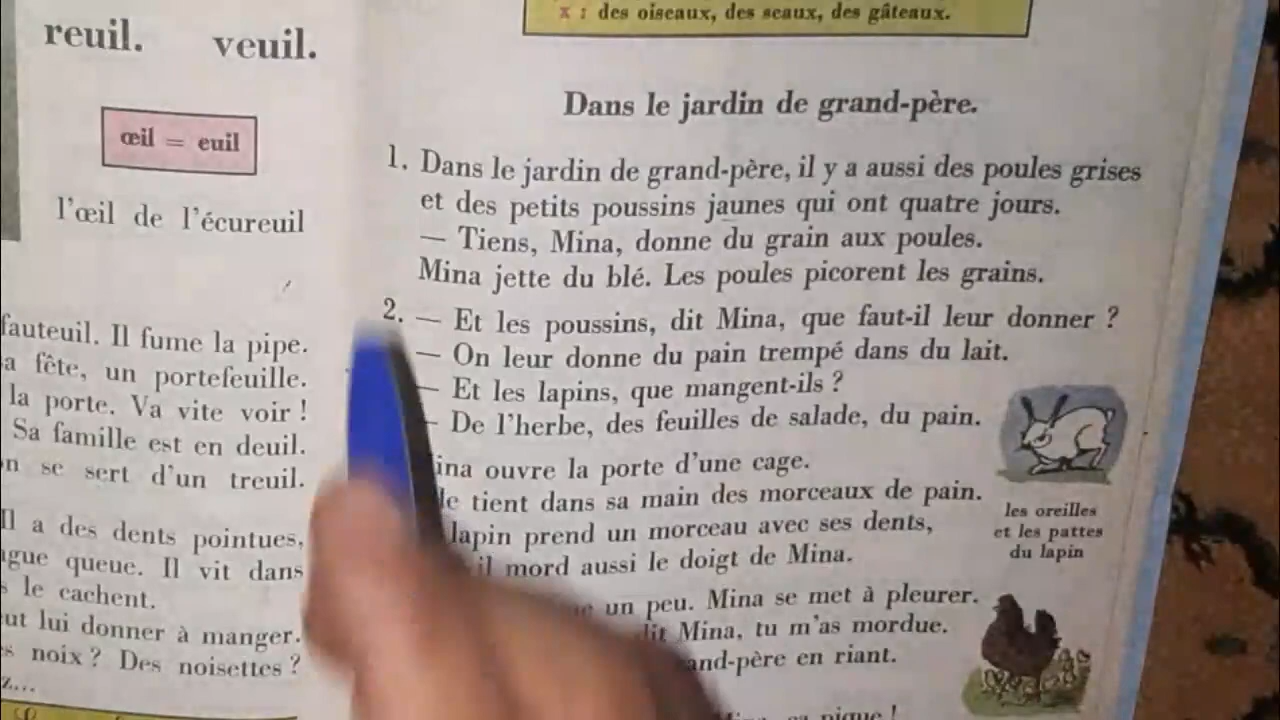 reuil. veuil.
œil = euil
l'œil de l'écureuil
fauteuil. Il fume la pipe.
a fête, un portefeuille.
la porte. Va vite voir !
Sa famille est en deuil.
n se sert d'un treuil.
Il a des dents pointues,
gue queue. Il vit dans
s le cachent.
ut lui donner à manger.
s noix ? Des noisettes ?
z....
x : des oiseaux, des seaux, des gâteaux.
Dans le jardin de grand-père.
1. Dans le jardin de grand-père, il y a aussi des poules grises
et des petits poussins jaunes qui ont quatre jours.
— Tiens, Mina, donne du grain aux poules.
Mina jette du blé. Les poules picorent les grains.
2. — Et les poussins, dit Mina, que faut-il leur donner ?
— On leur donne du pain trempé dans du lait.
— Et les lapins, que mangent-ils ?
— De l'herbe, des feuilles de salade, du pain.
ina ouvre la porte d'une cage.
le tient dans sa main des morceaux de pain.
lapin prend un morceau avec ses dents,
il mord aussi le doigt de Mina.
un peu. Mina se met à pleurer.
dit Mina, tu m'as mordue.
and-père en riant.
ça pique !
les oreilles
et les pattes
du lapin